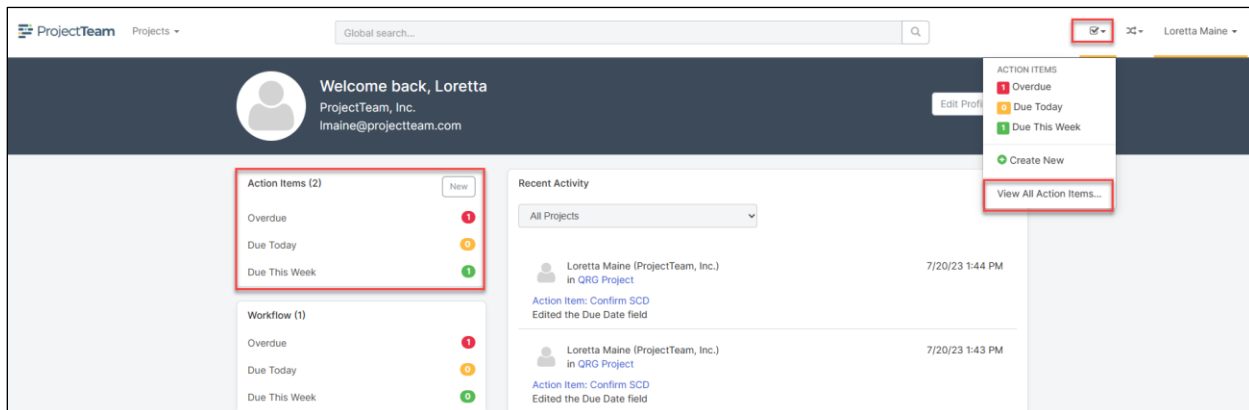 ProjectTeam Projects
Global search...
Loretta Maine
Welcome back, Loretta
ProjectTeam, Inc.
lmaine@projectteam.com
Edit Profi
ACTION ITEMS
1 Overdue
0 Due Today
1 Due This Week
Create New
View All Action Items...
Action Items (2) New
Overdue 1
Due Today 0
Due This Week 1
Workflow (1)
Overdue 1
Due Today 0
Due This Week 0
Recent Activity
All Projects
Loretta Maine (ProjectTeam, Inc.) 7/20/23 1:44 PM
in QRG Project
Action Item: Confirm SCD
Edited the Due Date field
Loretta Maine (ProjectTeam, Inc.) 7/20/23 1:43 PM
in QRG Project
Action Item: Confirm SCD
Edited the Due Date field